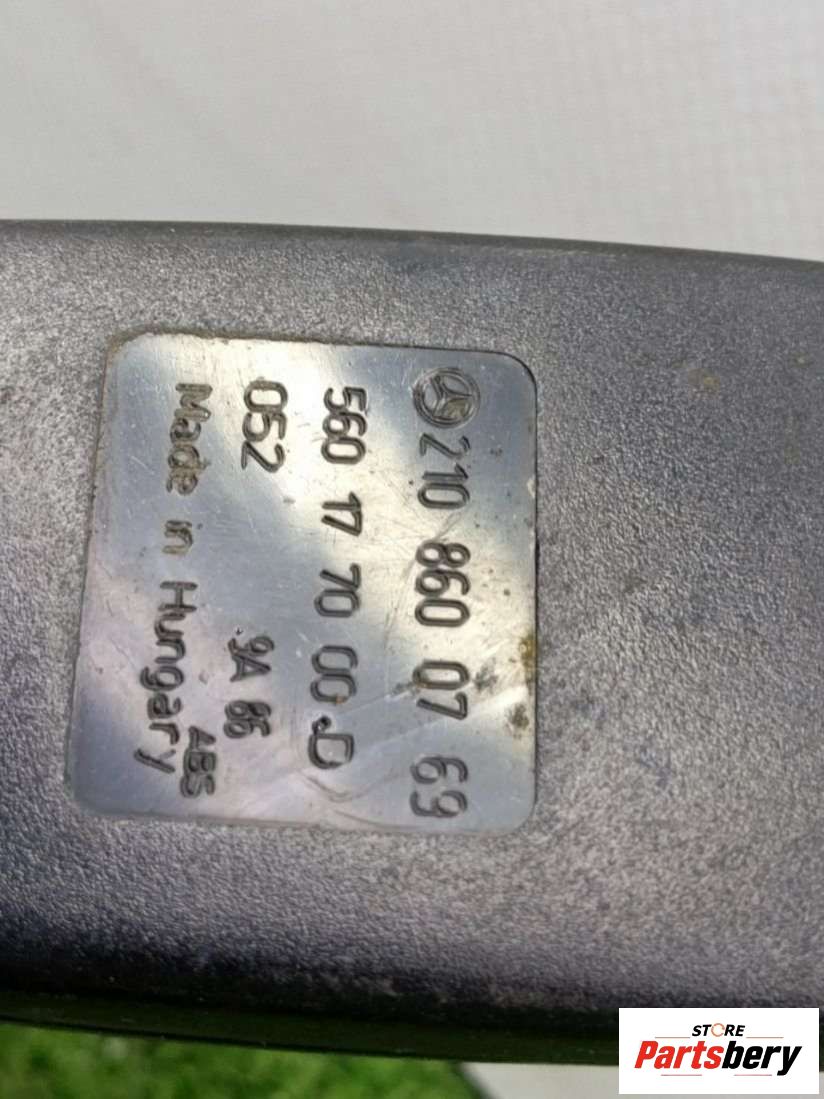 210 860 07 69
560 17 70 00.D
052
9A 86
Made in Hungary
ABS
STORE
Partsbery